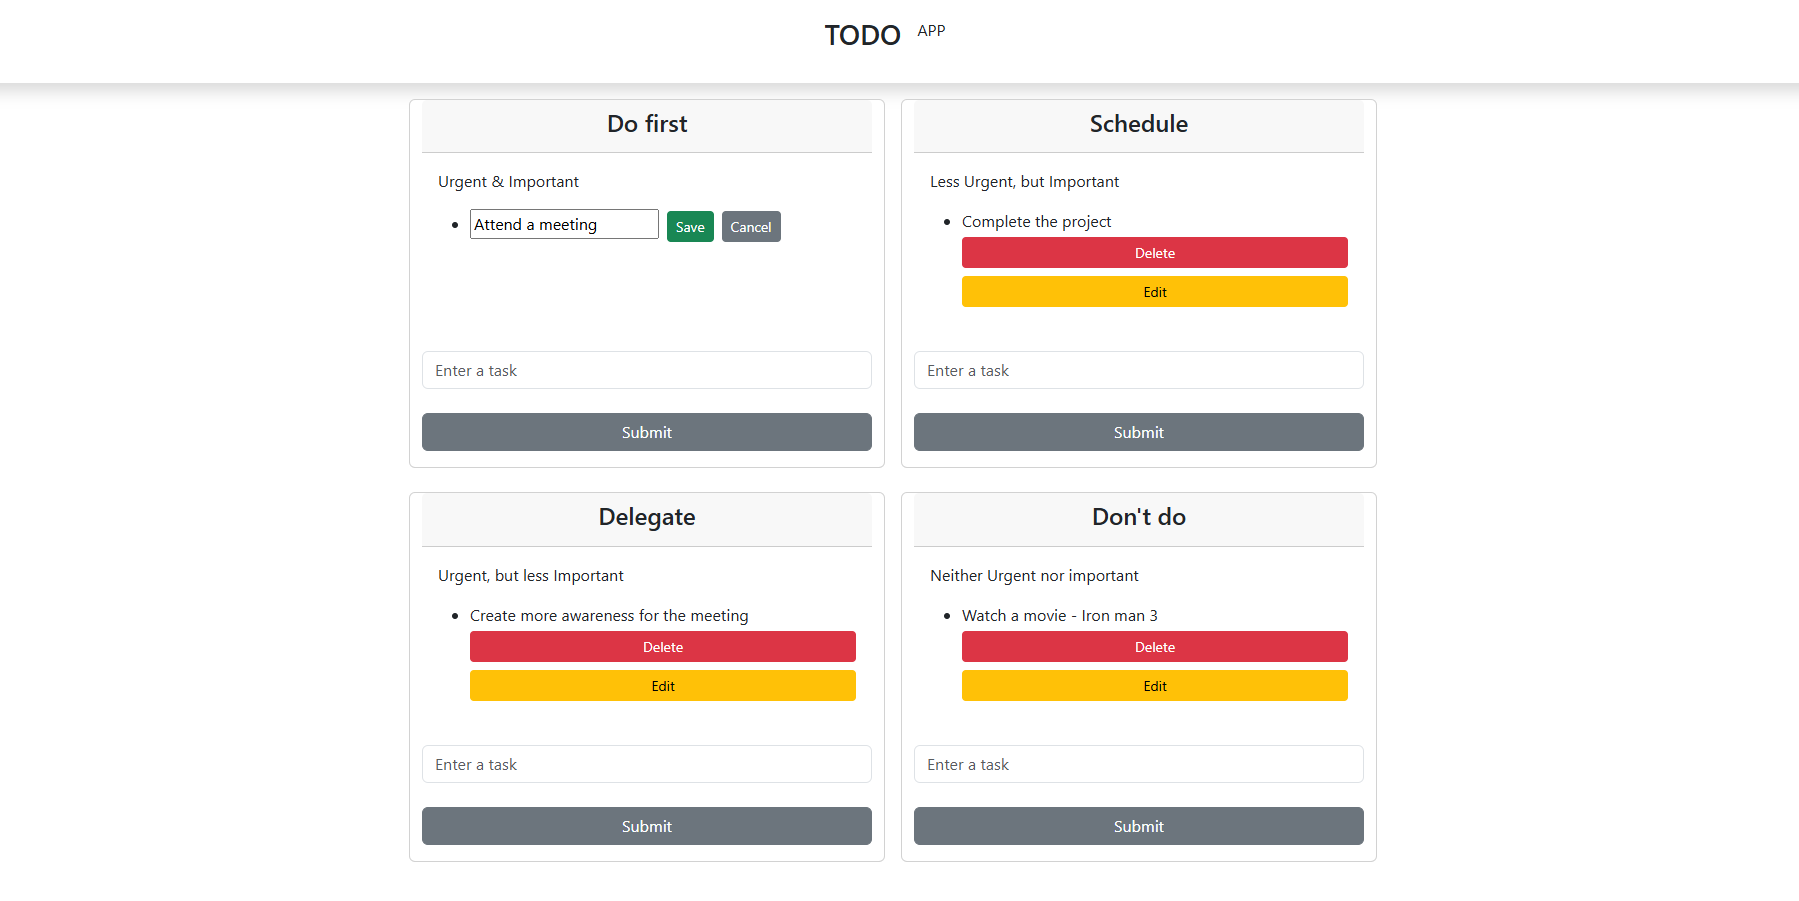 TODO APP
Do first
Urgent & Important
Attend a meeting Save Cancel
Enter a task
Submit
Schedule
Less Urgent, but Important
Complete the project
Delete
Edit
Enter a task
Submit
Delegate
Urgent, but less Important
Create more awareness for the meeting
Delete
Edit
Enter a task
Submit
Don't do
Neither Urgent nor important
Watch a movie - Iron man 3
Delete
Edit
Enter a task
Submit